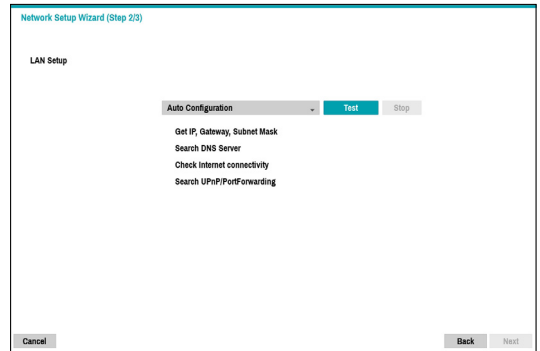 Network Setup Wizard (Step 2/3)
LAN Setup
Auto Configuration Test Stop
Get IP, Gateway, Subnet Mask
Search DNS Server
Check Internet connectivity
Search UPnP/PortForwarding
Cancel Back Next